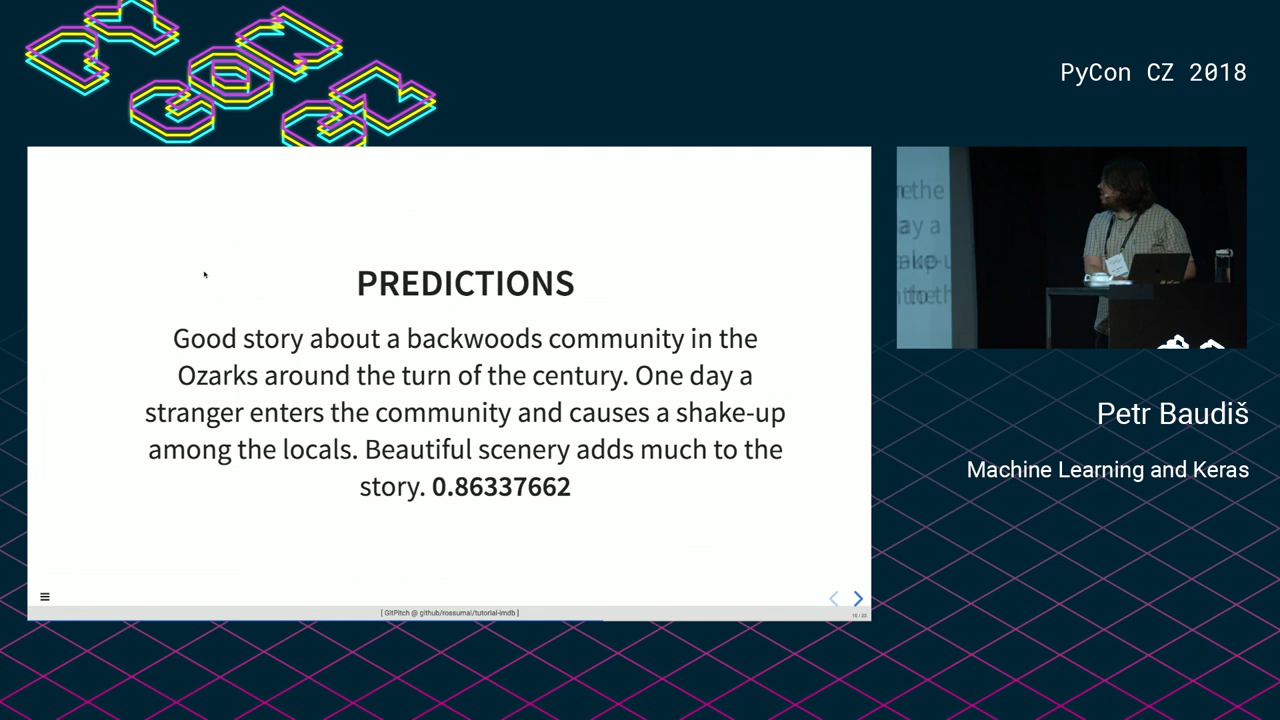 PyCon CZ 2018
PREDICTIONS
Good story about a backwoods community in the
Ozarks around the turn of the century. One day a
stranger enters the community and causes a shake-up
among the locals. Beautiful scenery adds much to the
story. 0.86337662
[ GitPitch @ github/rossumai/tutorial-imdb ]
Petr Baudiš
Machine Learning and Keras